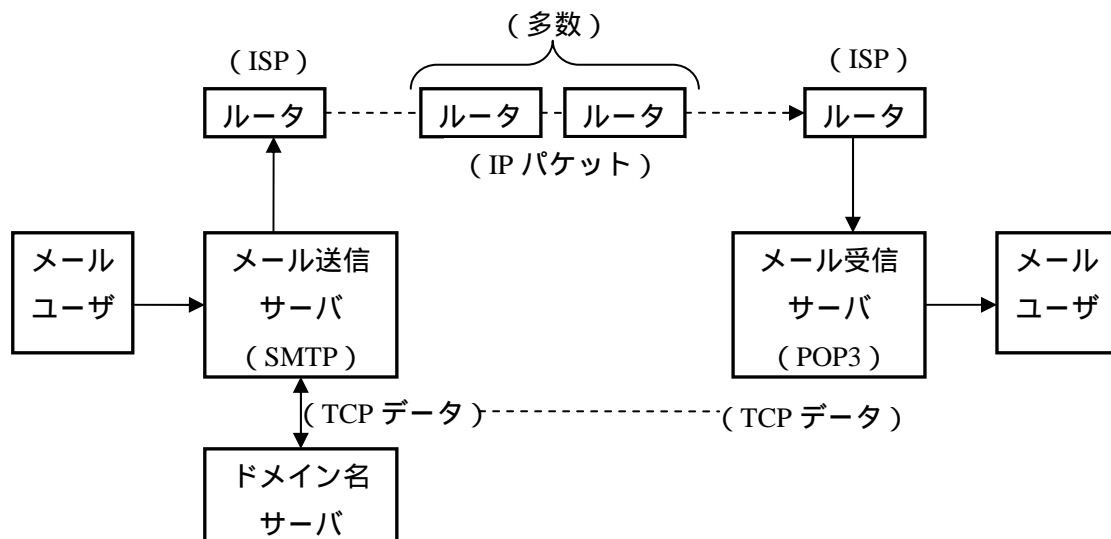 （多数）
（ISP）
（ISP）
ルータ
ルータ
ルータ
ルータ
（IP パケット）
メール
ユーザ
メール送信
サーバ
（SMTP）
メール受信
サーバ
（POP3）
メール
ユーザ
（TCP データ）
（TCP データ）
ドメイン名
サーバ